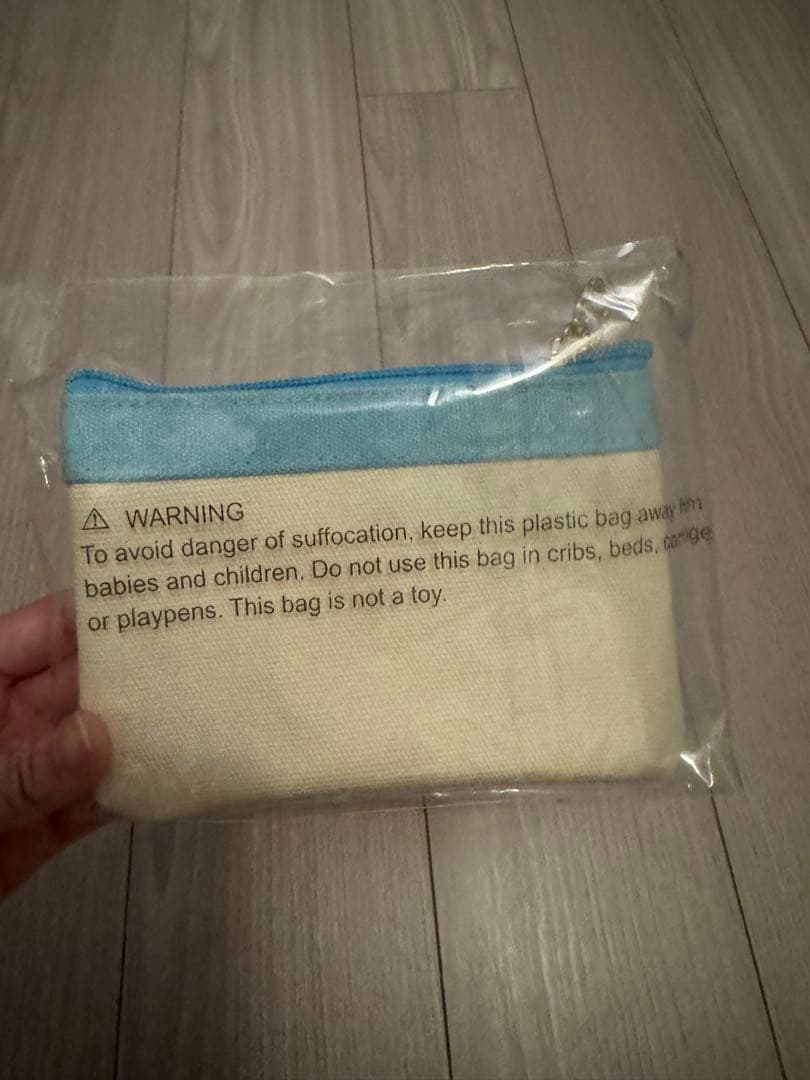 ⚠ WARNING
To avoid danger of suffocation, keep this plastic bag away
babies and children. Do not use this bag in cribs, beds,
or playpens. This bag is not a toy.